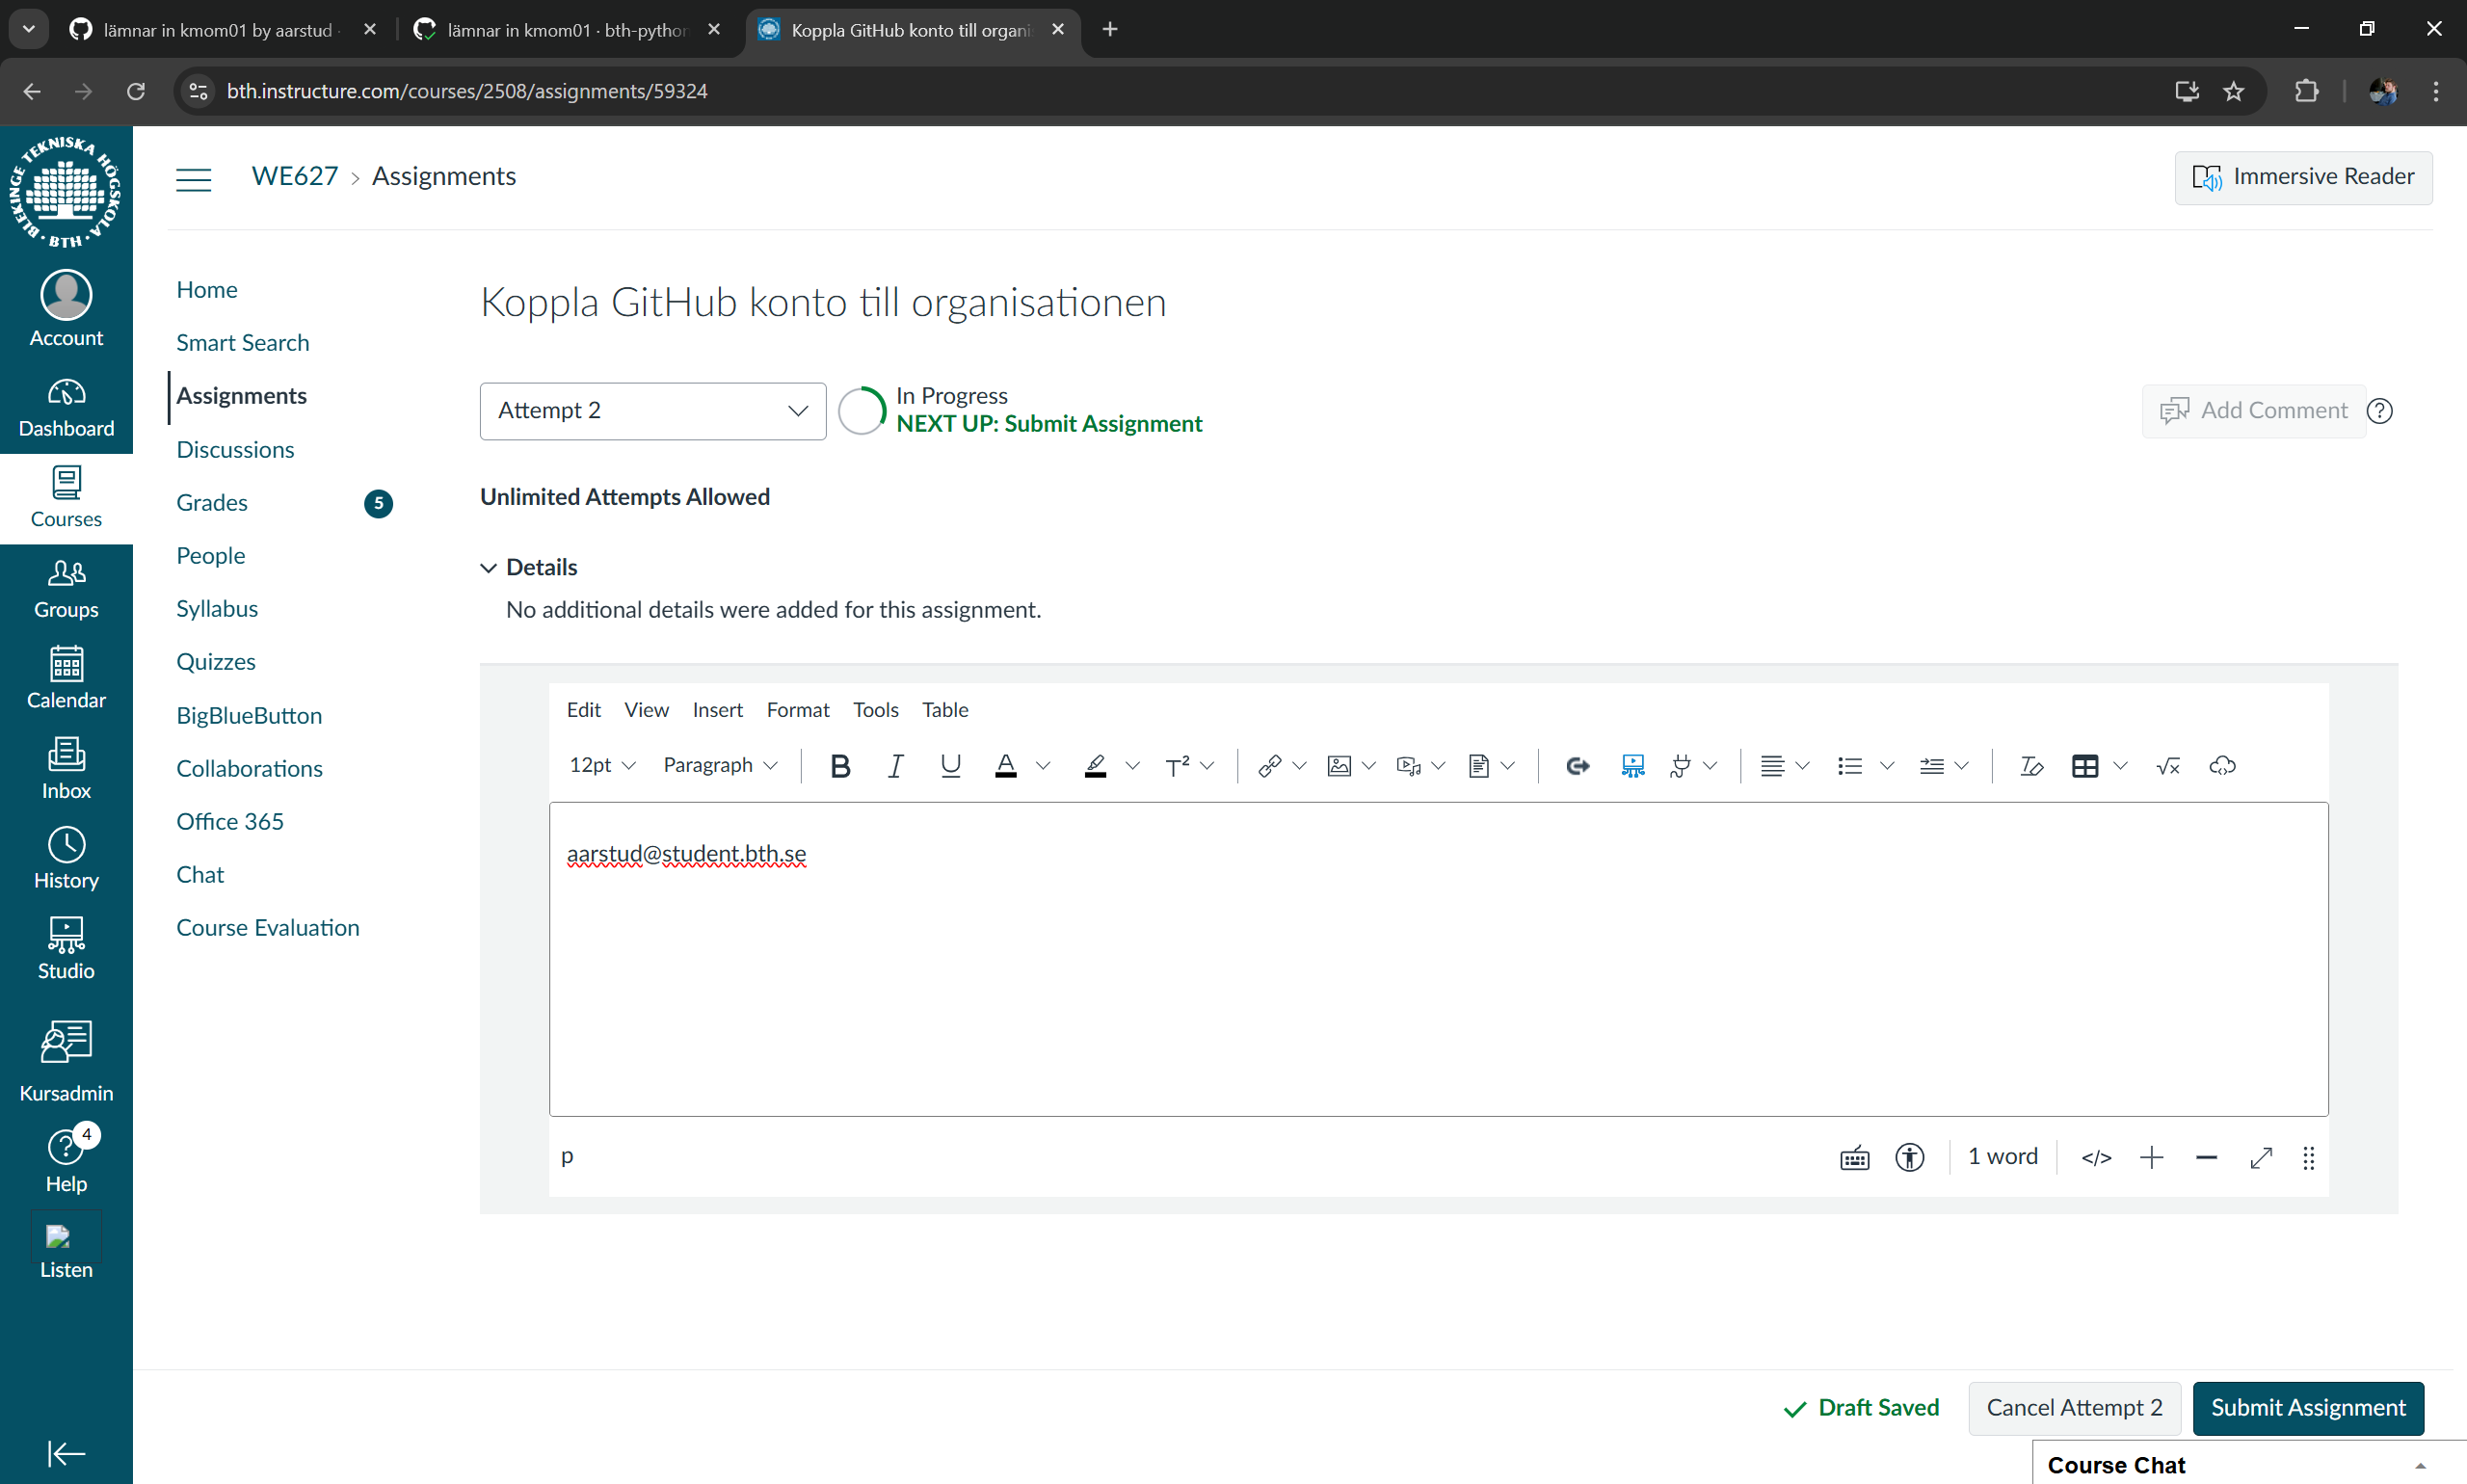 lämnar in kmom01 by aarstud ·
lämnar in kmom01 · bth-python
Koppla GitHub konto till organi
bth.instructure.com/courses/2508/assignments/59324
BLEKINGE TEKNISKA HÖGSKOLA · BTH ·
Account
Dashboard
Courses
Groups
Calendar
Inbox
History
Studio
Kursadmin
4
Help
Listen
WE627 > Assignments
Immersive Reader
Home
Smart Search
Assignments
Discussions
Grades 5
People
Syllabus
Quizzes
BigBlueButton
Collaborations
Office 365
Chat
Course Evaluation
Koppla GitHub konto till organisationen
Attempt 2
In Progress
NEXT UP: Submit Assignment
Add Comment
Unlimited Attempts Allowed
Details
No additional details were added for this assignment.
Edit View Insert Format Tools Table
12pt Paragraph
aarstud@student.bth.se
p
1 word </>
Draft Saved
Cancel Attempt 2
Submit Assignment
Course Chat